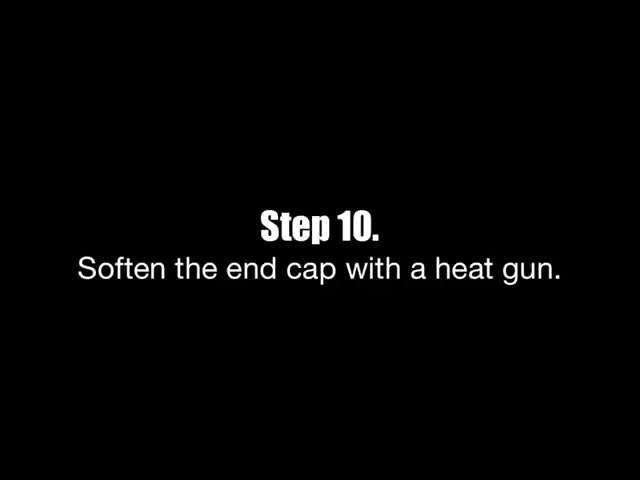 Step 10.
Soften the end cap with a heat gun.